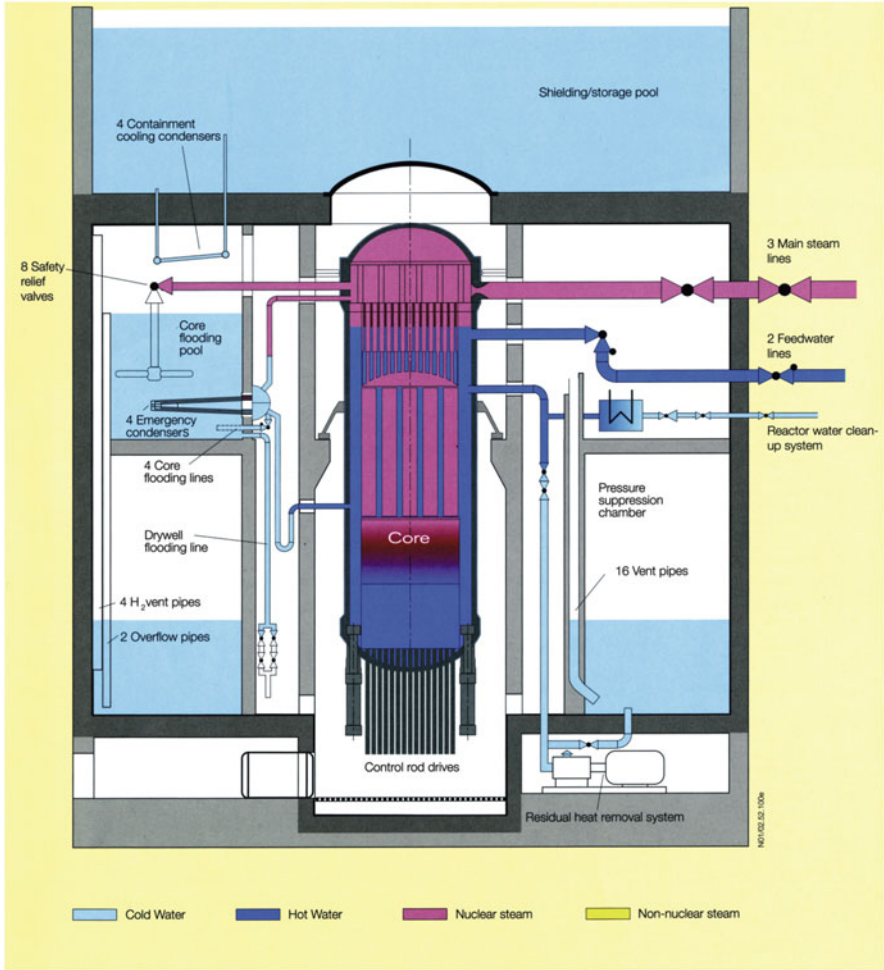 Shielding/storage pool
4 Containment
cooling condensers
8 Safety
relief
valves
3 Main steam
lines
Core
flooding
pool
2 Feedwater
lines
4 Emergency
condensers
Reactor water clean-
up system
4 Core
flooding lines
Pressure
suppression
chamber
Drywell
flooding line
Core
16 Vent pipes
4 H2vent pipes
2 Overflow pipes
Control rod drives
Residual heat removal system
N01/02.52.100e
Cold Water
Hot Water
Nuclear steam
Non-nuclear steam